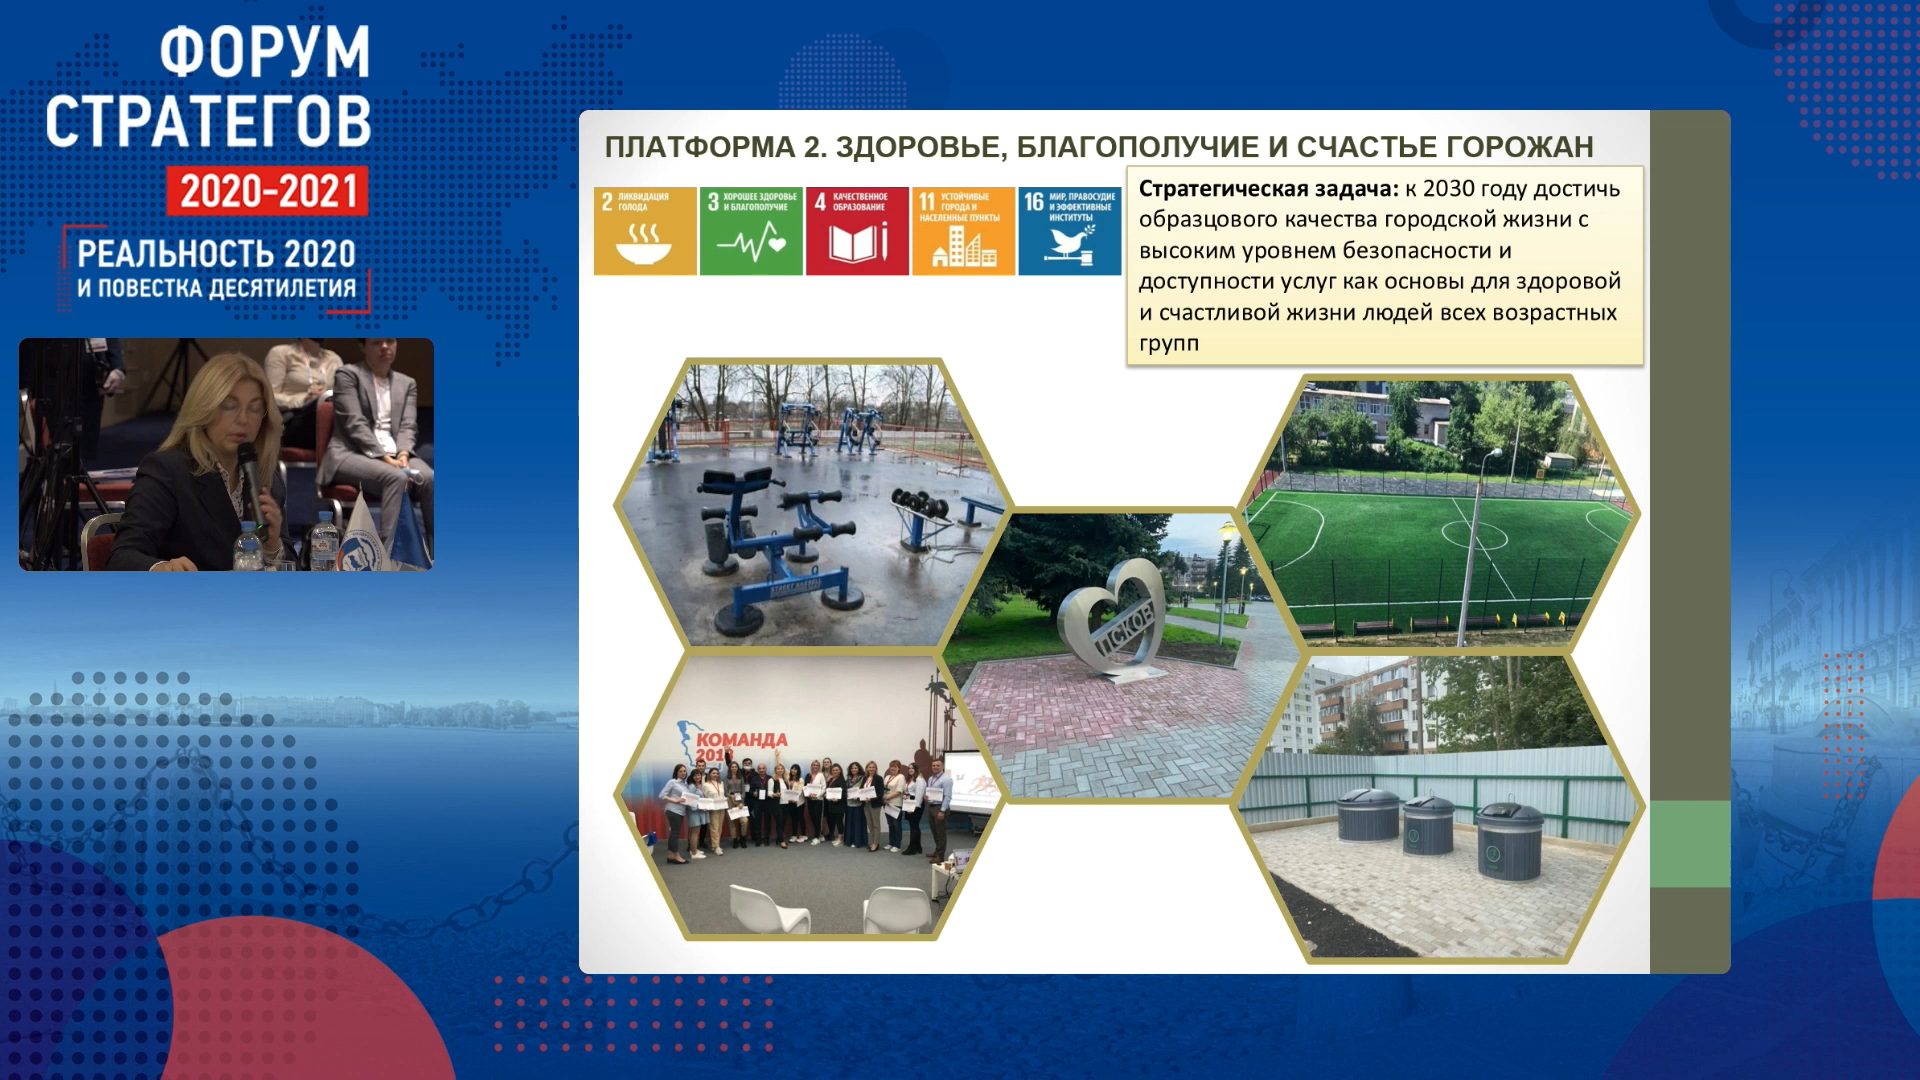 ФОРУМ
СТРАТЕГОВ
2020-2021
РЕАЛЬНОСТЬ 2020
И ПОВЕСТКА ДЕСЯТИЛЕТИЯ
ПЛАТФОРМА 2. ЗДОРОВЬЕ, БЛАГОПОЛУЧИЕ И СЧАСТЬЕ ГОРОЖАН
2 ЛИКВИДАЦИЯ
ГОЛОДА
3 ХОРОШЕЕ ЗДОРОВЬЕ
И БЛАГОПОЛУЧИЕ
4 КАЧЕСТВЕННОЕ
ОБРАЗОВАНИЕ
11 УСТОЙЧИВЫЕ
ГОРОДА И
НАСЕЛЕННЫЕ ПУНКТЫ
16 МИР, ПРАВОСУДИЕ
И ЭФФЕКТИВНЫЕ
ИНСТИТУТЫ
Стратегическая задача: к 2030 году достичь
образцового качества городской жизни с
высоким уровнем безопасности и
доступности услуг как основы для здоровой
и счастливой жизни людей всех возрастных
групп
ПСКОВ
КОМАНДА
2018